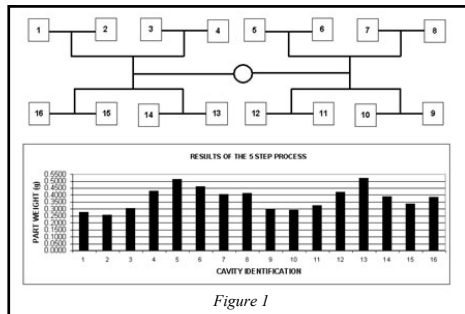 1 2 3 4 5 6 7 8
16 15 14 13 12 11 10 9
RESULTS OF THE 5 STEP PROCESS
PART WEIGHT (g)
0.5500
0.5000
0.4500
0.4000
0.3500
0.3000
0.2500
0.2000
0.1500
0.1000
0.0500
0.0000
1 2 3 4 5 6 7 8 9 10 11 12 13 14 15 16
CAVITY IDENTIFICATION
Figure 1